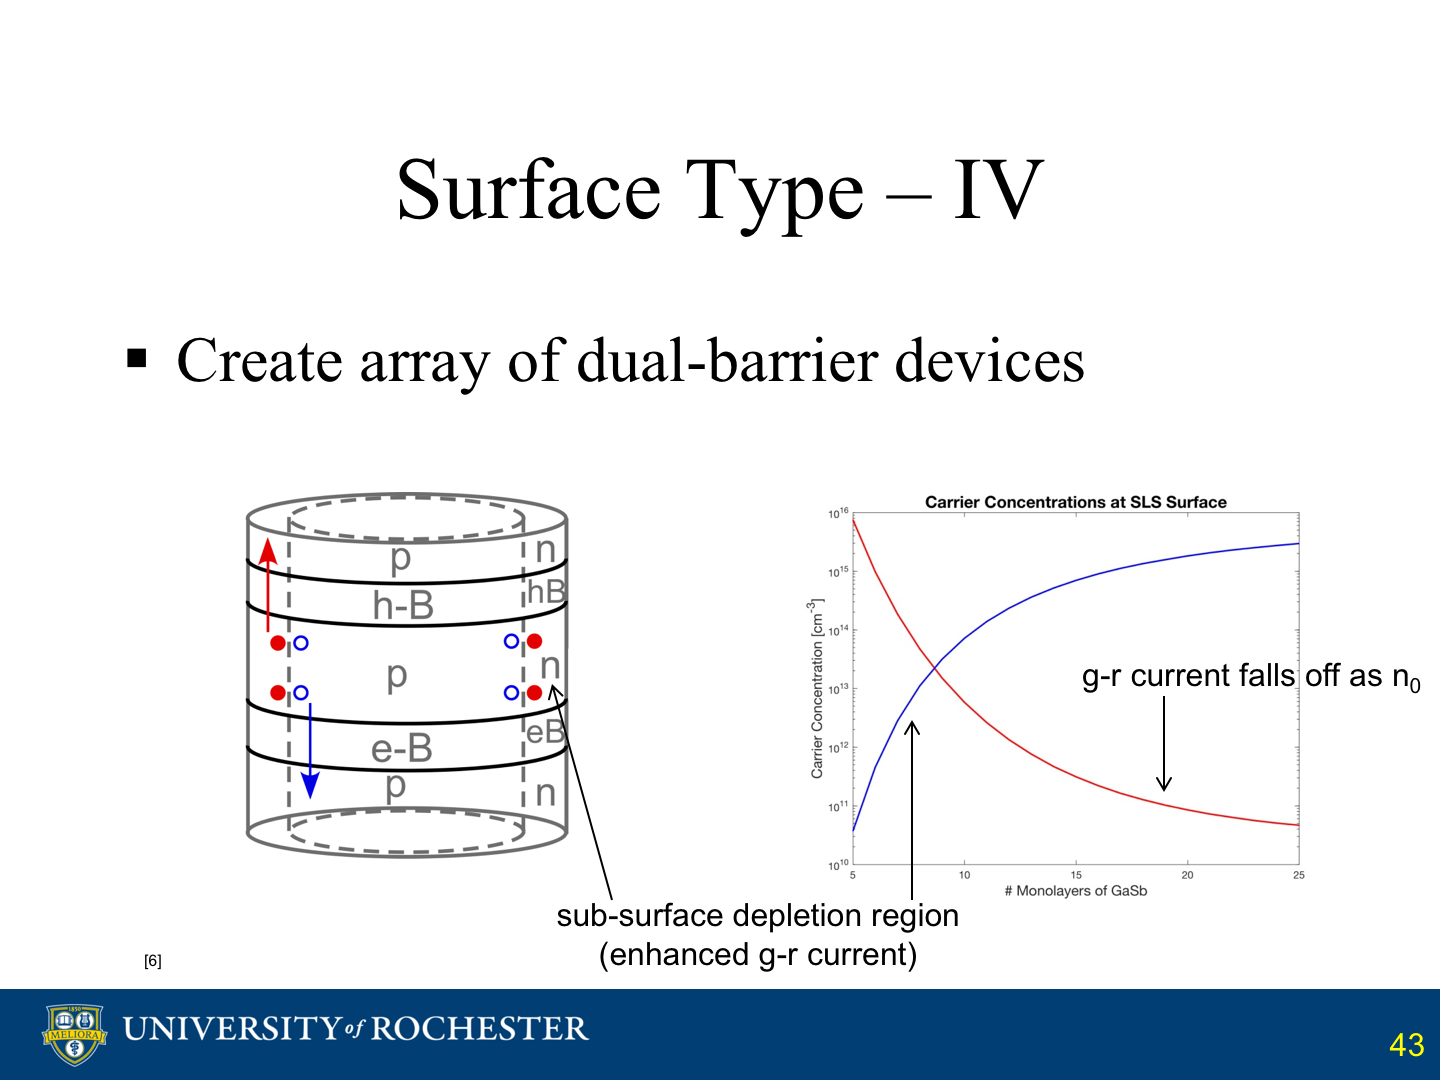 Surface Type – IV
▪ Create array of dual-barrier devices
p
n
h-B
hB
p
n
e-B
eB
p
n
Carrier Concentrations at SLS Surface
10^16
10^15
10^14
10^13
10^12
10^11
10^10
Carrier Concentration [cm^-3]
5 10 15 20 25
# Monolayers of GaSb
g-r current falls off as n₀
sub-surface depletion region
(enhanced g-r current)
[6]
1850
MELIORA
UNIVERSITY of ROCHESTER
43